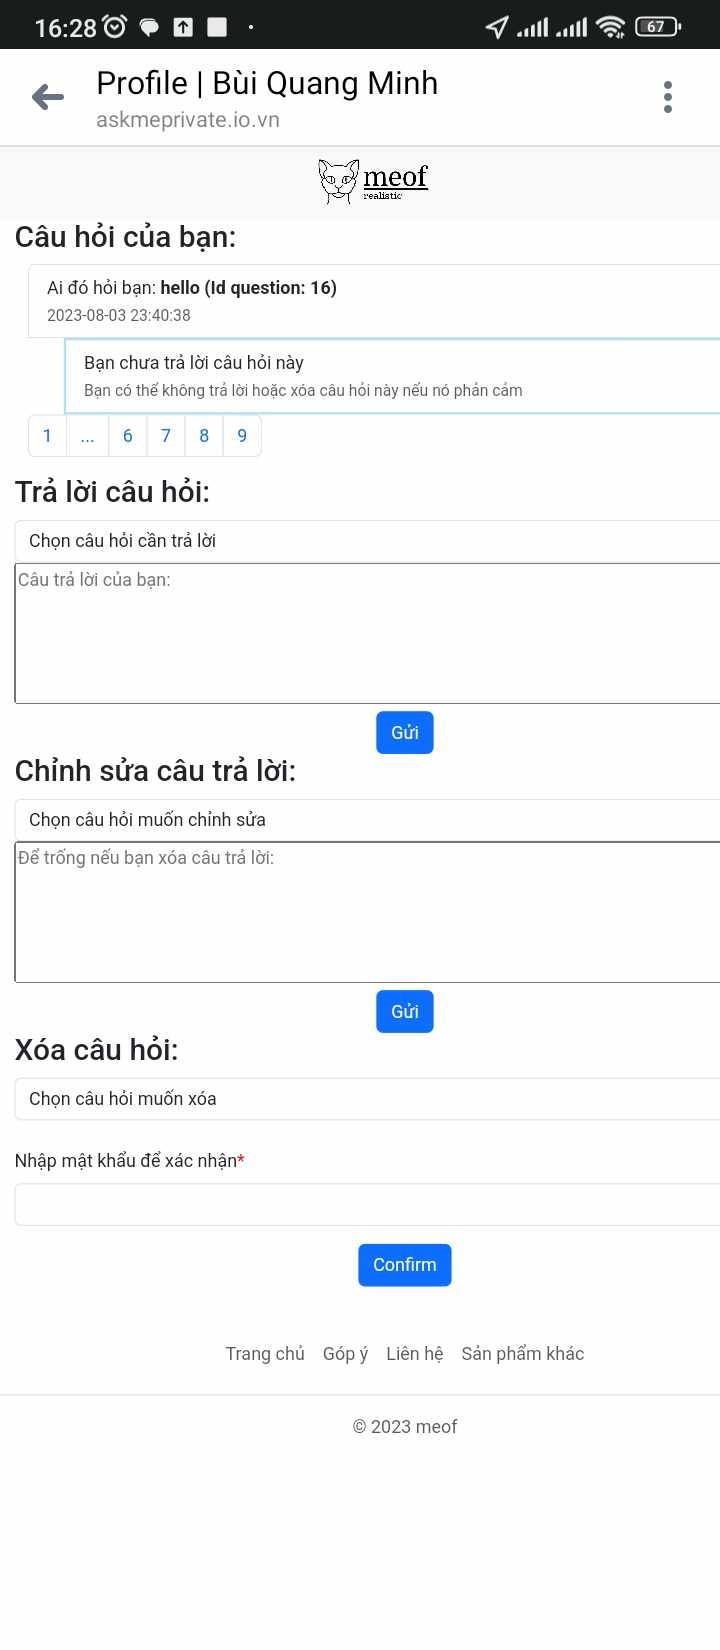 16:28
67
Profile | Bùi Quang Minh
askmeprivate.io.vn
meof
realistic
Câu hỏi của bạn:
Ai đó hỏi bạn: hello (Id question: 16)
2023-08-03 23:40:38
Bạn chưa trả lời câu hỏi này
Bạn có thể không trả lời hoặc xóa câu hỏi này nếu nó phản cảm
1 ... 6 7 8 9
Trả lời câu hỏi:
Chọn câu hỏi cần trả lời
Câu trả lời của bạn:
Gửi
Chỉnh sửa câu trả lời:
Chọn câu hỏi muốn chỉnh sửa
Để trống nếu bạn xóa câu trả lời:
Gửi
Xóa câu hỏi:
Chọn câu hỏi muốn xóa
Nhập mật khẩu để xác nhận*
Confirm
Trang chủ Góp ý Liên hệ Sản phẩm khác
© 2023 meof